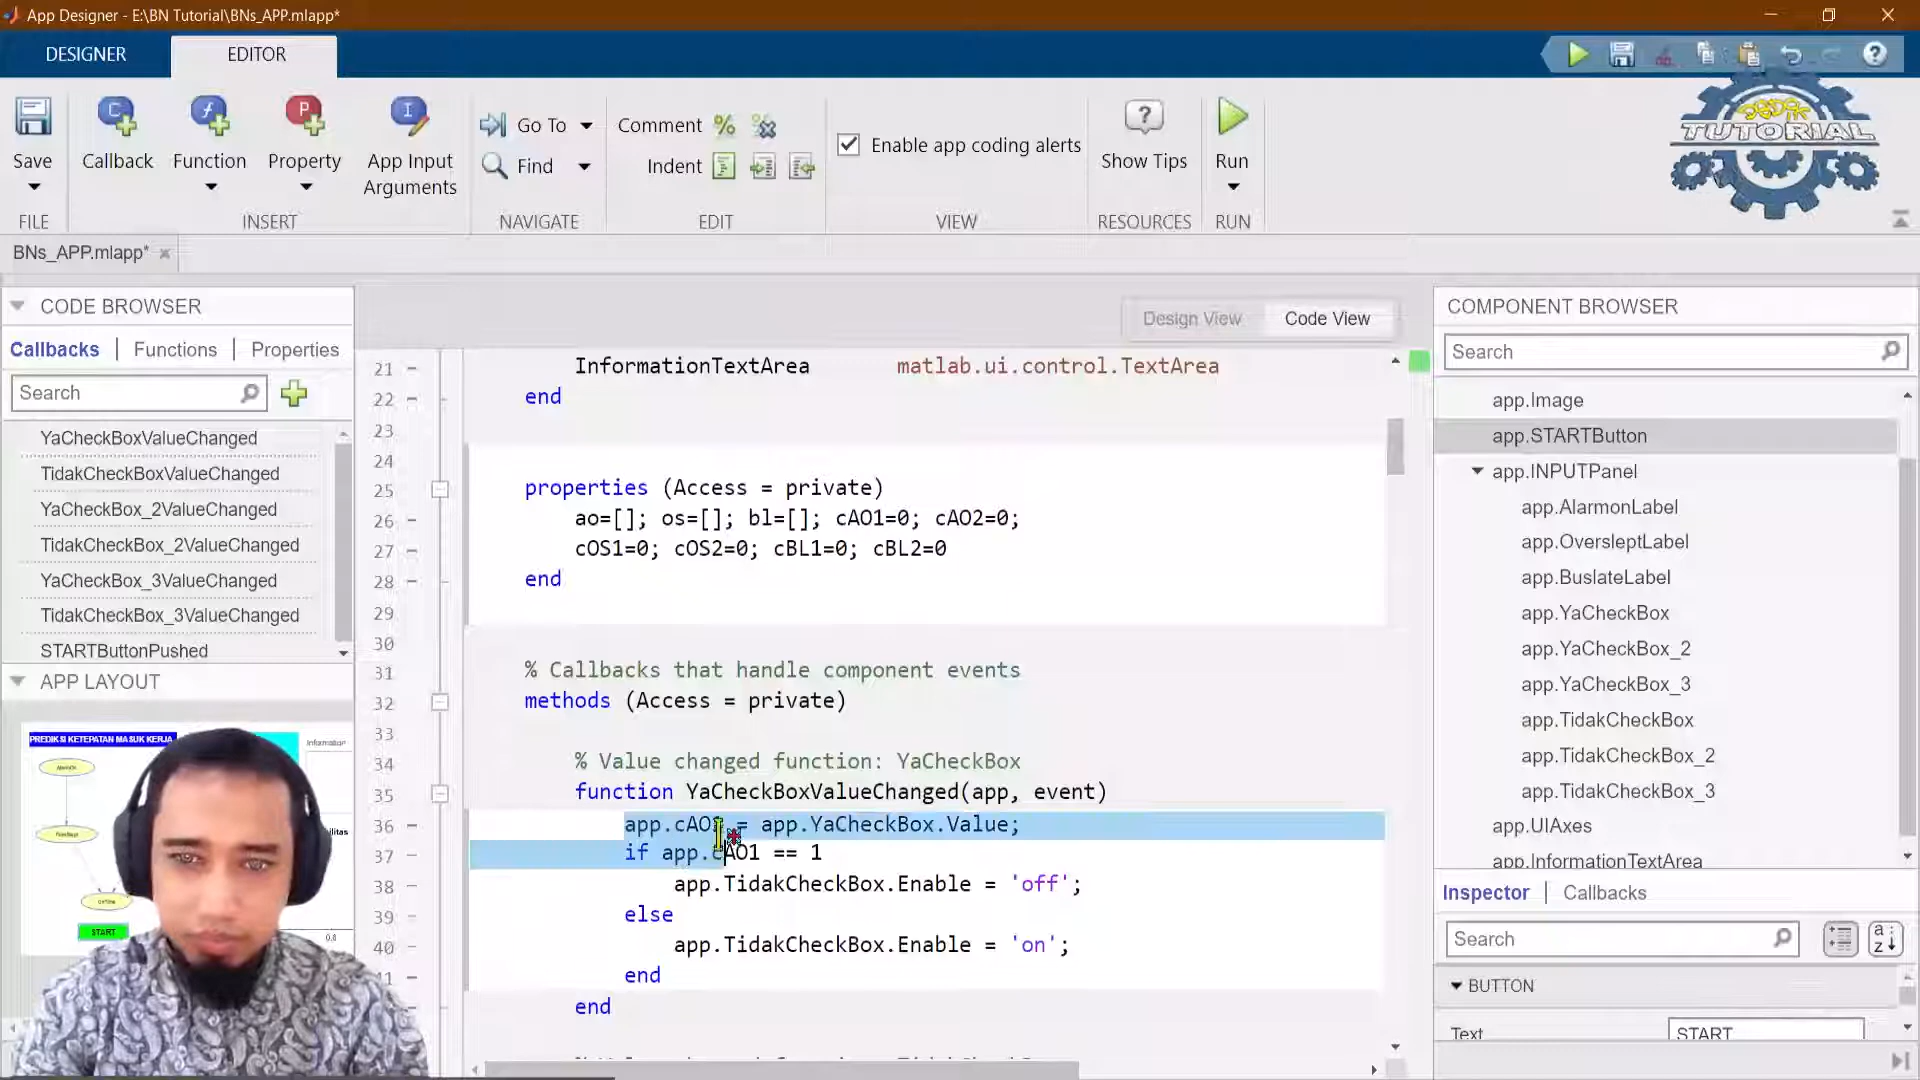 App Designer - E:\BN Tutorial\BNs_APP.mlapp*
DESIGNER
EDITOR
TUTORIAL
Save
Callback
Function
Property
App Input
Arguments
Go To
Find
Comment
Indent
Enable app coding alerts
Show Tips
Run
FILE
INSERT
NAVIGATE
EDIT
VIEW
RESOURCES
RUN
BNs_APP.mlapp*
CODE BROWSER
Callbacks
Functions
Properties
Search
YaCheckBoxValueChanged
TidakCheckBoxValueChanged
YaCheckBox_2ValueChanged
TidakCheckBox_2ValueChanged
YaCheckBox_3ValueChanged
TidakCheckBox_3ValueChanged
STARTButtonPushed
APP LAYOUT
PREDIKSI KETEPATAN MASUK KERJA
Information
START
0.8
Design View
Code View
21 InformationTextArea matlab.ui.control.TextArea
22 end
23
24
25 properties (Access = private)
26 ao=[]; os=[]; bl=[]; cAO1=0; cAO2=0;
27 cOS1=0; cOS2=0; cBL1=0; cBL2=0
28 end
29
30
31 % Callbacks that handle component events
32 methods (Access = private)
33
34 % Value changed function: YaCheckBox
35 function YaCheckBoxValueChanged(app, event)
36 app.cAO1 = app.YaCheckBox.Value;
37 if app.cAO1 == 1
38 app.TidakCheckBox.Enable = 'off';
39 else
40 app.TidakCheckBox.Enable = 'on';
end
end
COMPONENT BROWSER
Search
app.Image
app.STARTButton
app.INPUTPanel
app.AlarmonLabel
app.OversleptLabel
app.BuslateLabel
app.YaCheckBox
app.YaCheckBox_2
app.YaCheckBox_3
app.TidakCheckBox
app.TidakCheckBox_2
app.TidakCheckBox_3
app.UIAxes
app.InformationTextArea
Inspector
Callbacks
Search
BUTTON
Text
START